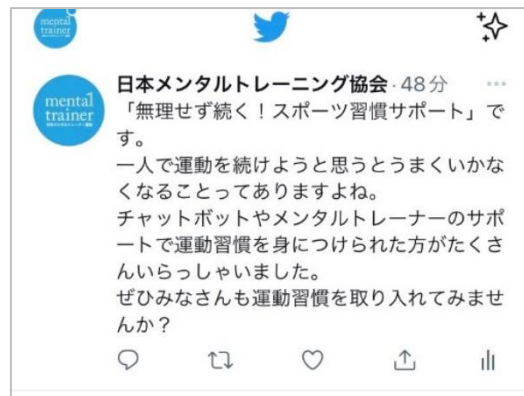 mental
trainer
日本メンタルトレーニング協会·48分
mental
trainer
「無理せず続く！スポーツ習慣サポート」で
す。
一人で運動を続けようと思うとうまくいかな
くなることってありますよね。
チャットボットやメンタルトレーナーのサポ
ートで運動習慣を身につけられた方がたくさ
んいらっしゃいました。
ぜひみなさんも運動習慣を取り入れてみませ
んか？